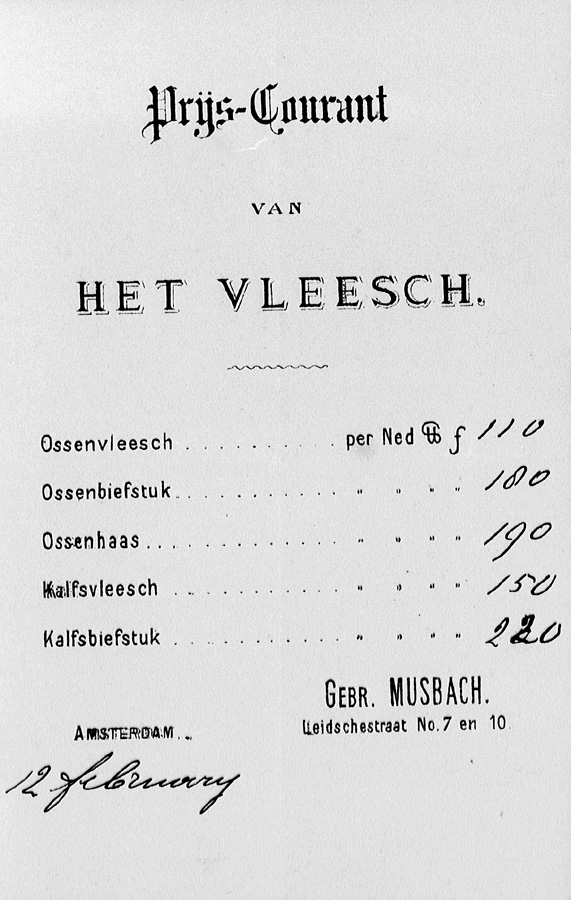 Prijs-Courant
VAN
HET VLEESCH.
Ossenvleesch . . . . . . . . . . per Ned ℔ ƒ 110
Ossenbiefstuk . . . . . . . . . . " " " " 180
Ossenhaas . . . . . . . . . . . . " " " " 190
Kalfsvleesch . . . . . . . . . . . " " " " 150
Kalfsbiefstuk . . . . . . . . . . . " " " " 220
GEBR. MUSBACH.
Leidschestraat No. 7 en 10.
AMSTERDAM . .
12 february